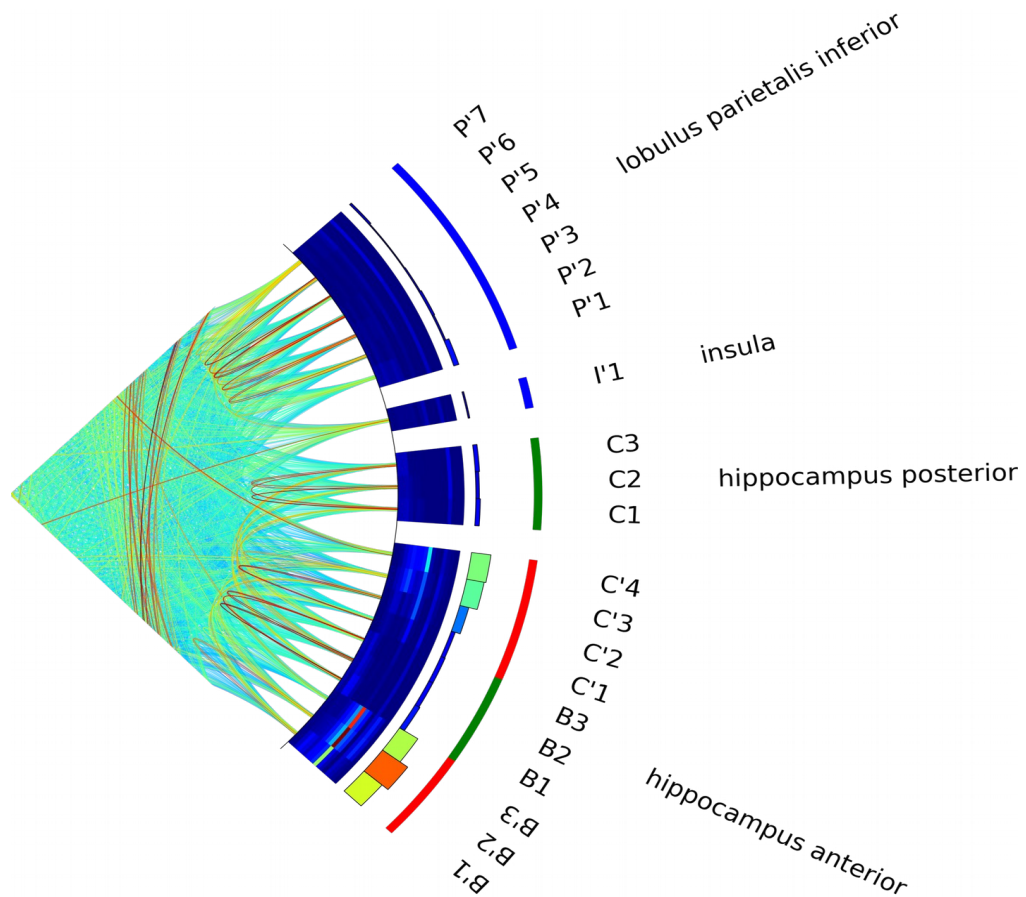 lobulus parietalis inferior
P'7
P'6
P'5
P'4
P'3
P'2
P'1
insula
I'1
C3
C2
hippocampus posterior
C1
C'4
C'3
C'2
C'1
B3
B2
B1
hippocampus anterior
B'3
B'2
B'1